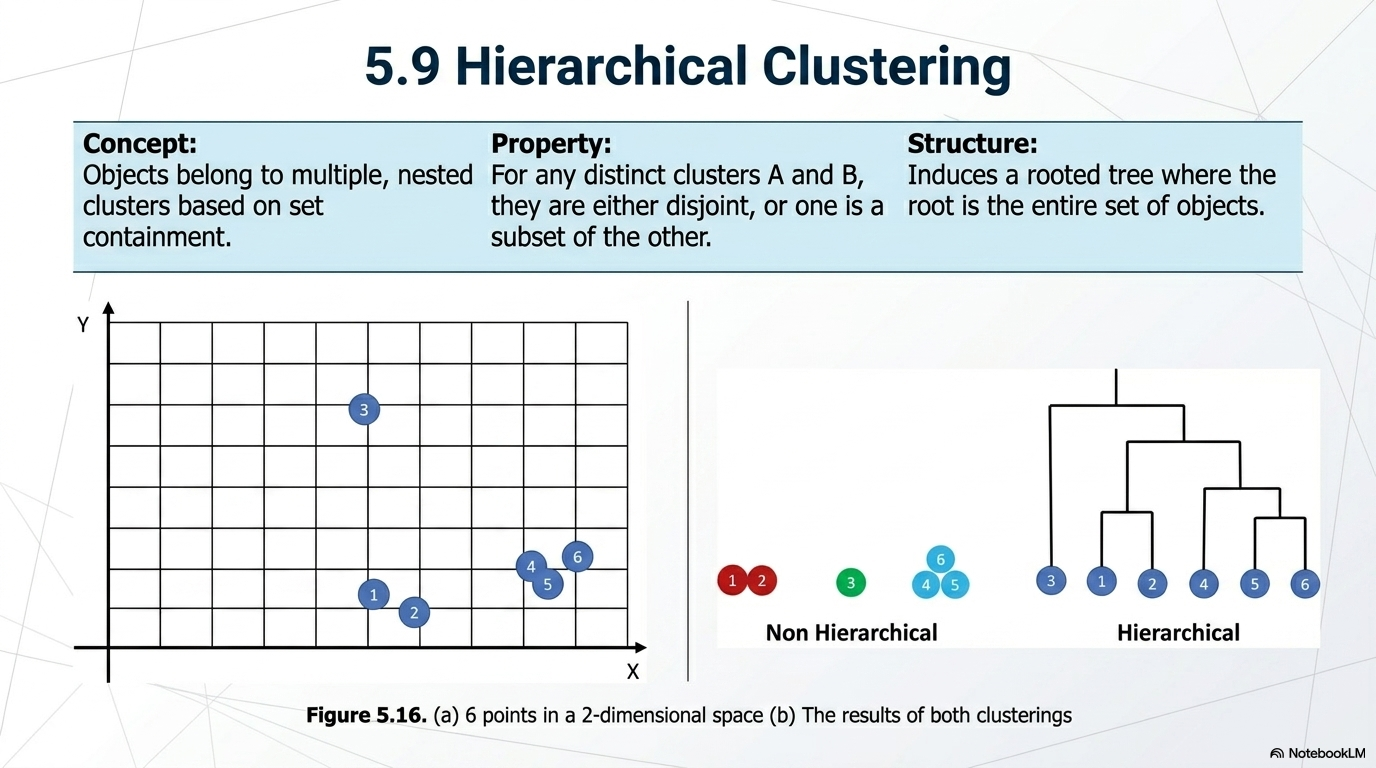 5.9 Hierarchical Clustering
Concept:
Objects belong to multiple, nested
clusters based on set
containment.
Property:
For any distinct clusters A and B,
they are either disjoint, or one is a
subset of the other.
Structure:
Induces a rooted tree where the
root is the entire set of objects.
Y
3
4
6
5
1
2
X
1 2
3
6
4 5
Non Hierarchical
3 1 2 4 5 6
Hierarchical
Figure 5.16. (a) 6 points in a 2-dimensional space (b) The results of both clusterings
NotebookLM